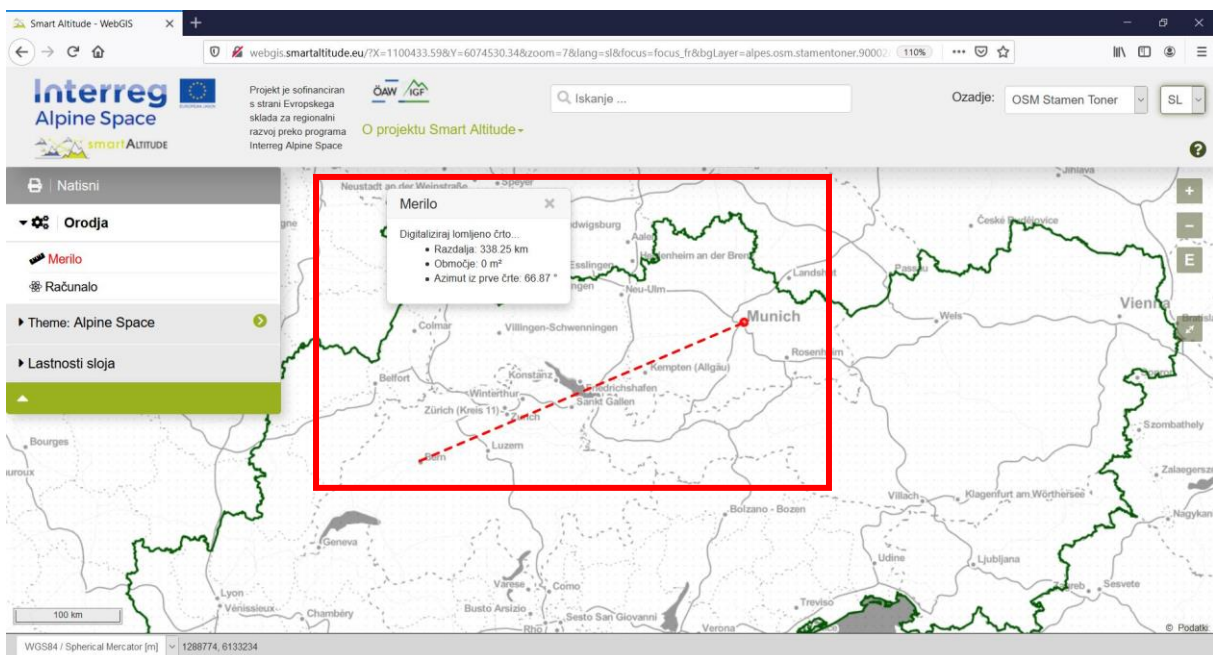 Smart Altitude - WebGIS
webgis.smartaltitude.eu/?X=1100433.59&Y=6074530.34&zoom=7&lang=sl&focus=focus_fr&bgLayer=alpes.osm.stamentoner.90002
110%
Interreg
EUROPEAN UNION
Alpine Space
smartALTITUDE
Projekt je sofinanciran
s strani Evropskega
sklada za regionalni
razvoj preko programa
Interreg Alpine Space
ÖAW IGF
O projektu Smart Altitude
Iskanje ...
Ozadje:
OSM Stamen Toner
SL
Natisni
Orodja
Merilo
Računalo
Theme: Alpine Space
Lastnosti sloja
Merilo
Digitaliziraj lomljeno črto...
Razdalja: 338.25 km
Območje: 0 m²
Azimut iz prve črte: 66.87 °
+
−
E
Neustadt an der Weinstraße
Speyer
Jihlava
Aalen
Heidenheim an der Brenz
Esslingen
Neu-Ulm
Landshut
Passau
České Budějovice
Colmar
Villingen-Schwenningen
Munich
Wels
Vienna
Rosenheim
Kempten (Allgäu)
Belfort
Konstanz
Friedrichshafen
Winterthur
Sankt Gallen
Zürich (Kreis 11)
Zurich
Luzern
Bern
Bourges
Sopron
Szombathely
Villach
Klagenfurt am Wörthersee
Bolzano - Bozen
Geneva
Udine
Ljubljana
Varese
Como
Zagreb
Sesvete
Lyon
Vénissieux
Chambéry
Busto Arsizio
Sesto San Giovanni
Treviso
Rho
Verona
100 km
© Podatki:
WGS84 / Spherical Mercator [m]
1288774, 6133234